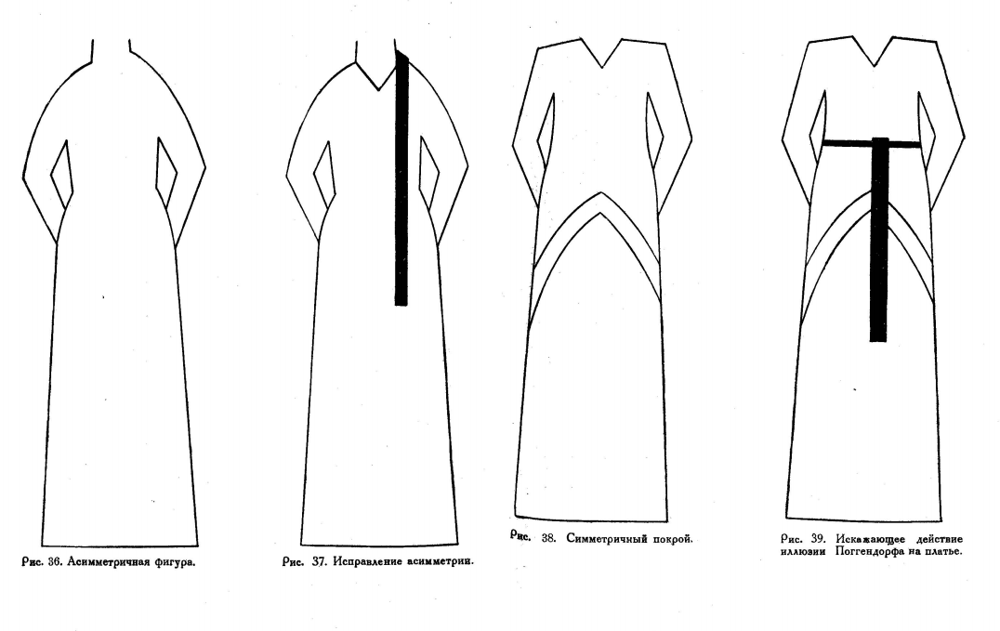 Рис. 36. Асимметричная фигура.
Рис. 37. Исправление асимметрии.
Рис. 38. Симметричный покрой.
Рис. 39. Искажающее действие
иллюзии Поггендорфа на платье.